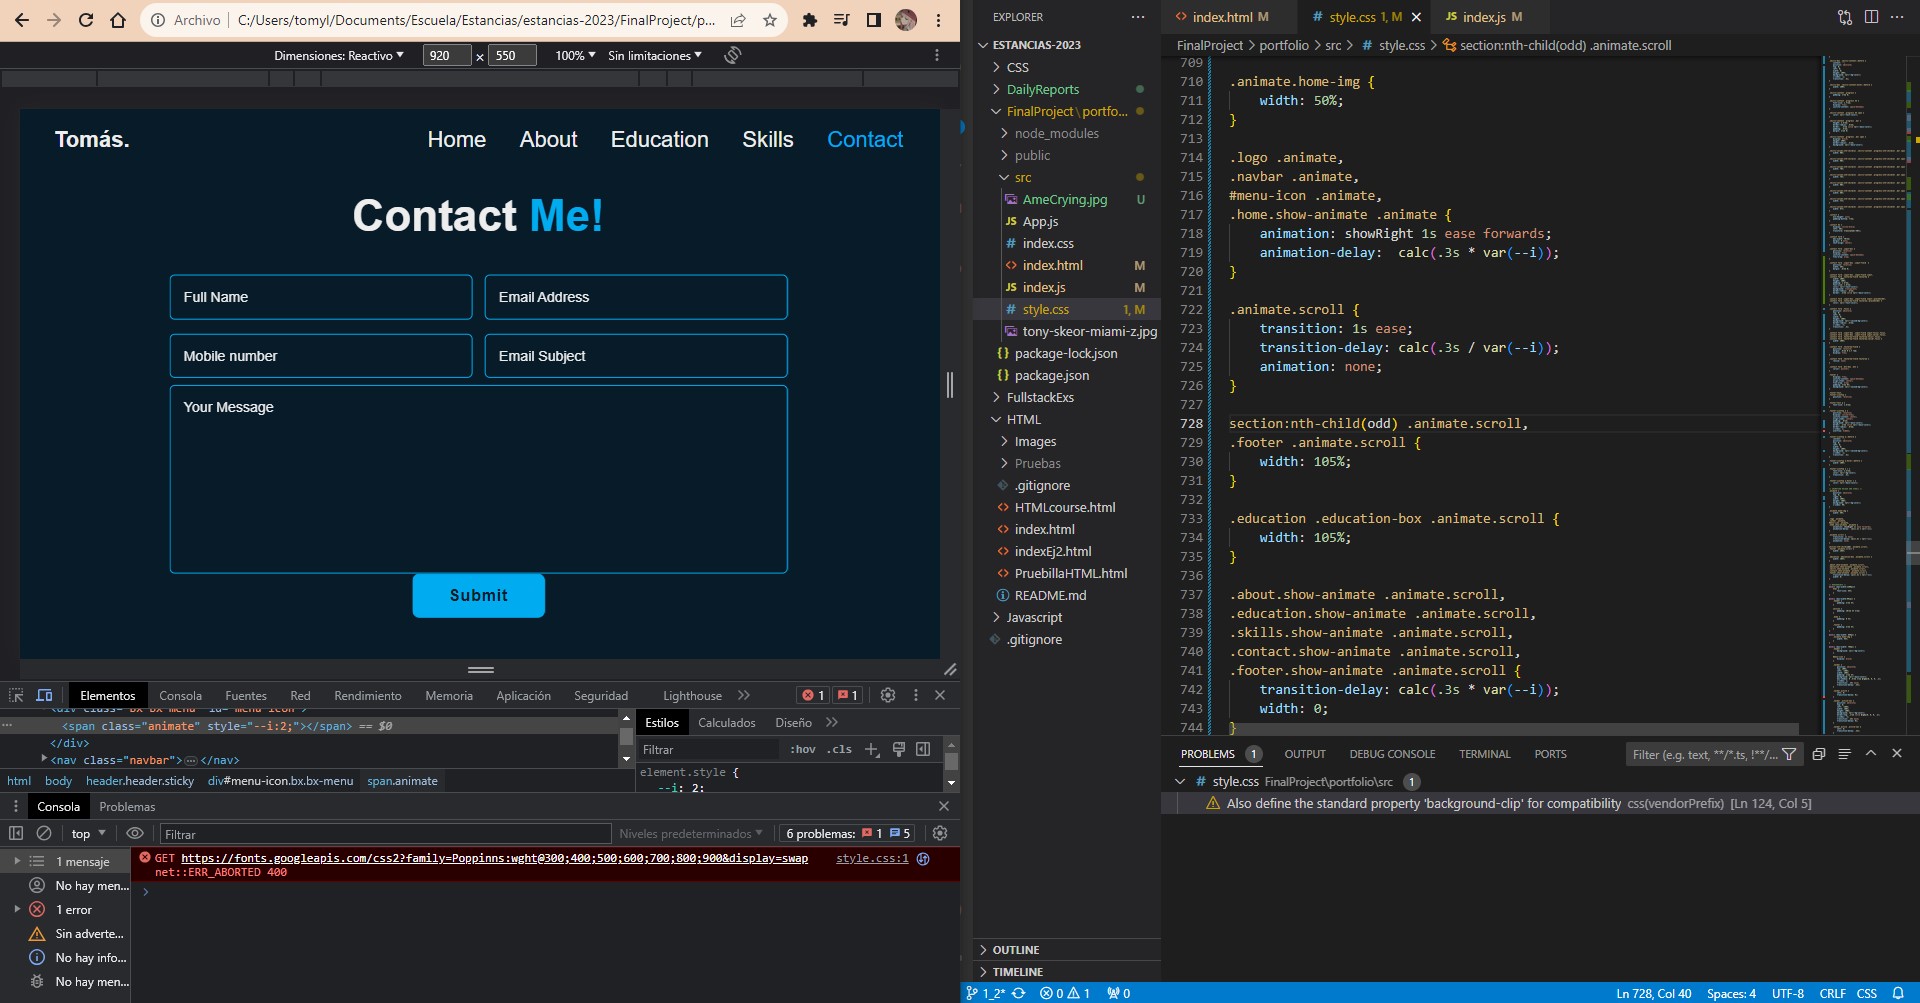 Archivo
C:/Users/tomyl/Documents/Escuela/Estancias/estancias-2023/FinalProject/p...
Dimensiones: Reactivo
920 x 550
100%
Sin limitaciones
Tomás.
Home
About
Education
Skills
Contact
Contact Me!
Full Name
Email Address
Mobile number
Email Subject
Your Message
Submit
Elementos
Consola
Fuentes
Red
Rendimiento
Memoria
Aplicación
Seguridad
Lighthouse
1
1
<div class="bx bx-menu" id="menu-icon">
<span class="animate" style="--i:2;"></span> == $0
</div>
<nav class="navbar">…</nav>
html body header.header.sticky div#menu-icon.bx.bx-menu span.animate
Estilos
Calculados
Diseño
Filtrar
:hov .cls
element.style {
--i: 2;
Consola
Problemas
top
Filtrar
Niveles predeterminados
6 problemas: 1 5
1 mensaje
No hay men...
1 error
Sin adverte...
No hay info...
No hay men...
GET https://fonts.googleapis.com/css2?family=Poppinns:wght@300;400;500;600;700;800;900&display=swap
style.css:1
net::ERR_ABORTED 400
EXPLORER
ESTANCIAS-2023
CSS
DailyReports
FinalProject\portfo...
node_modules
public
src
AmeCrying.jpg U
App.js
index.css
index.html M
index.js M
style.css 1, M
tony-skeor-miami-z.jpg
package-lock.json
package.json
FullstackExs
HTML
Images
Pruebas
.gitignore
HTMLcourse.html
index.html
indexEj2.html
PruebillaHTML.html
README.md
Javascript
.gitignore
OUTLINE
TIMELINE
index.html M
style.css 1, M
index.js M
FinalProject > portfolio > src > style.css > section:nth-child(odd) .animate.scroll
709
710 .animate.home-img {
711 width: 50%;
712 }
713
714 .logo .animate,
715 .navbar .animate,
716 #menu-icon .animate,
717 .home.show-animate .animate {
718 animation: showRight 1s ease forwards;
719 animation-delay:  calc(.3s * var(--i));
720 }
721
722 .animate.scroll {
723 transition: 1s ease;
724 transition-delay: calc(.3s / var(--i));
725 animation: none;
726 }
727
728 section:nth-child(odd) .animate.scroll,
729 .footer .animate.scroll {
730 width: 105%;
731 }
732
733 .education .education-box .animate.scroll {
734 width: 105%;
735 }
736
737 .about.show-animate .animate.scroll,
738 .education.show-animate .animate.scroll,
739 .skills.show-animate .animate.scroll,
740 .contact.show-animate .animate.scroll,
741 .footer.show-animate .animate.scroll {
742 transition-delay: calc(.3s * var(--i));
743 width: 0;
744 }
PROBLEMS 1
OUTPUT
DEBUG CONSOLE
TERMINAL
PORTS
Filter (e.g. text, **/*.ts, !**/...
style.css FinalProject\portfolio\src 1
Also define the standard property 'background-clip' for compatibility css(vendorPrefix) [Ln 124, Col 5]
1_2*
0 1
0
Ln 728, Col 40
Spaces: 4
UTF-8
CRLF
CSS